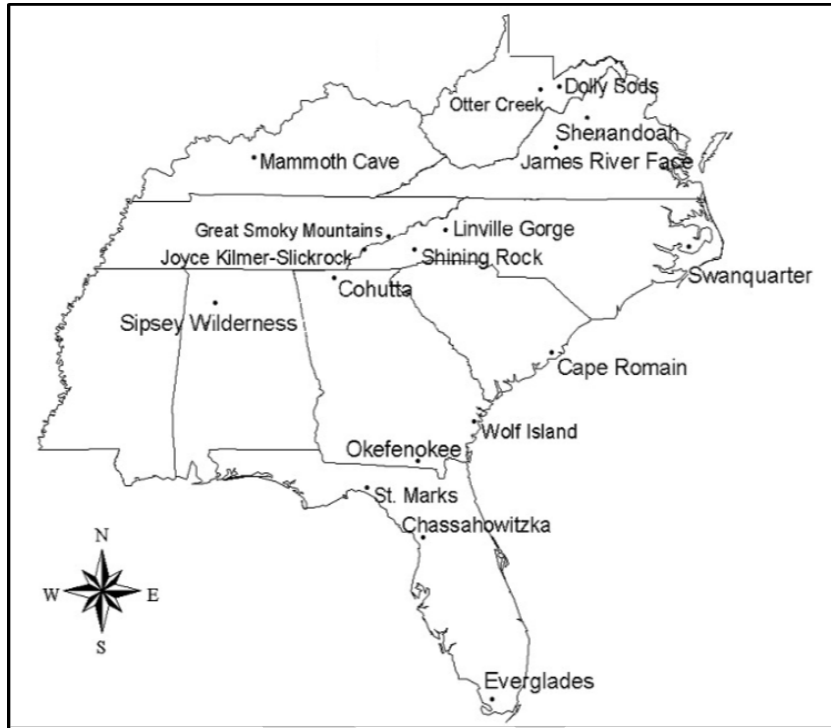 Dolly Sods
Otter Creek
Shenandoah
James River Face
Mammoth Cave
Great Smoky Mountains
Linville Gorge
Joyce Kilmer-Slickrock
Shining Rock
Swanquarter
Cohutta
Sipsey Wilderness
Cape Romain
Wolf Island
Okefenokee
St. Marks
Chassahowitzka
N
W
E
S
Everglades